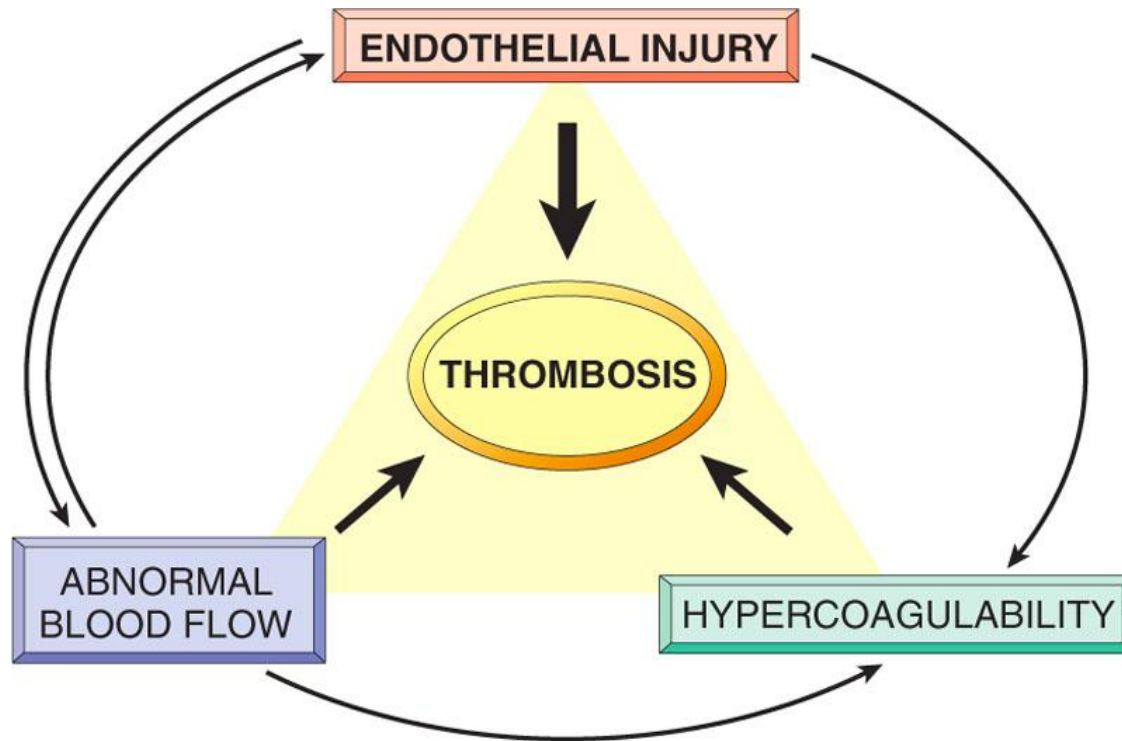 ENDOTHELIAL INJURY
THROMBOSIS
ABNORMAL
BLOOD FLOW
HYPERCOAGULABILITY